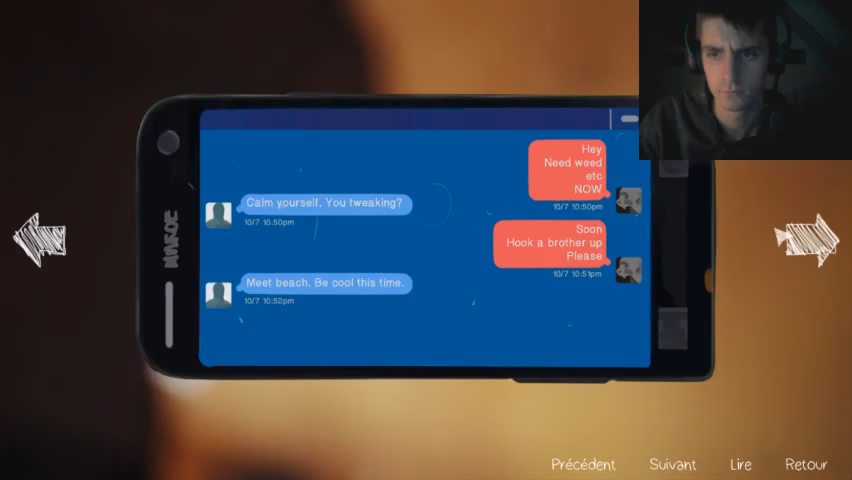 Hey
Need weed
etc
NOW
10/7 10:50pm
Calm yourself. You tweaking?
10/7 10:50pm
Soon
Hook a brother up
Please
10/7 10:51pm
Meet beach. Be cool this time.
10/7 10:52pm
Précédent
Suivant
Lire
Retour